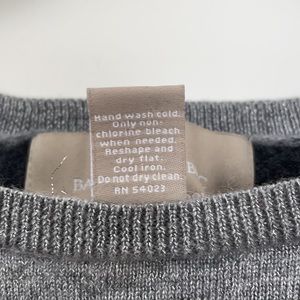 Hand wash cold.
Only non-
chlorine bleach
when needed.
Reshape and
dry flat.
Cool iron.
Do not dry clean.
RN 54023